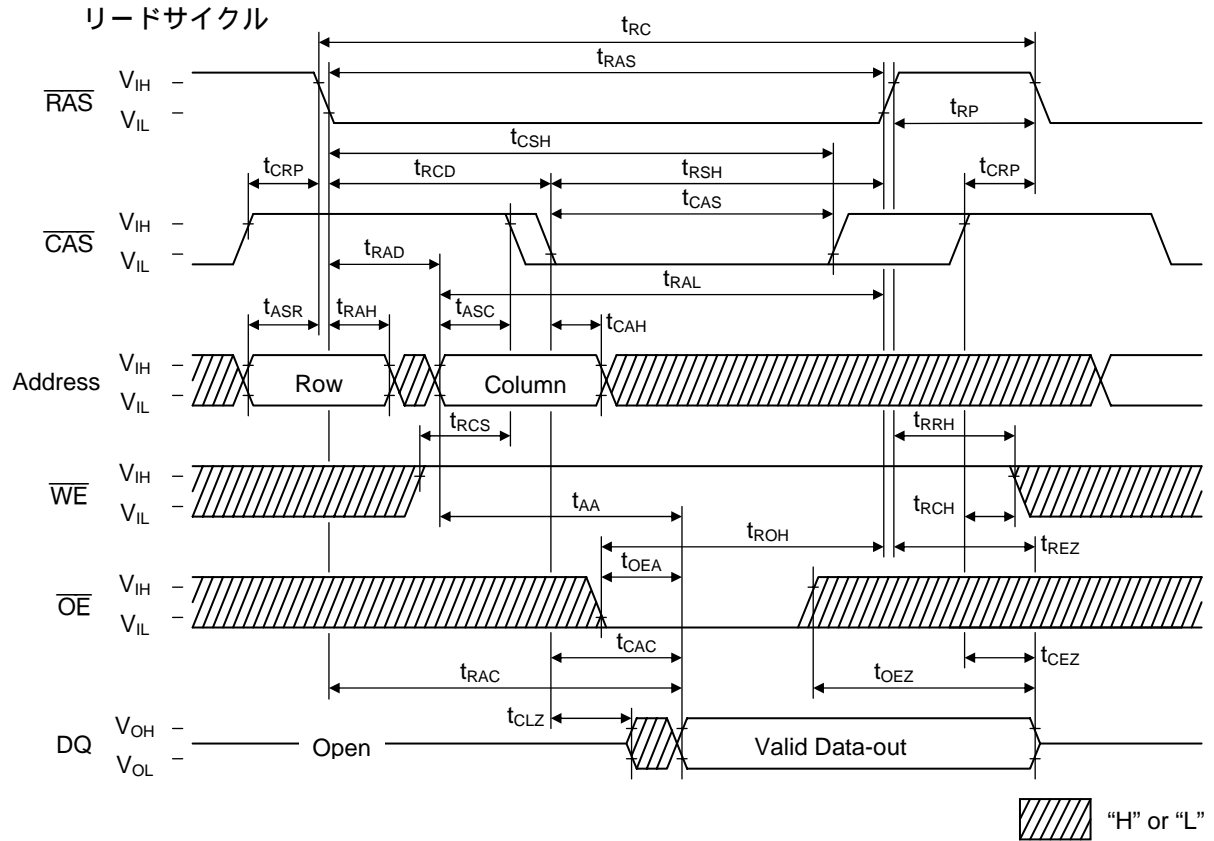 リードサイクル
tRC
VIH
RAS
VIL
tRAS
tRP
tCSH
tCRP
tRCD
tRSH
tCRP
tCAS
VIH
CAS
VIL
tRAD
tRAL
tASR
tRAH
tASC
tCAH
VIH
Address
VIL
Row
Column
tRCS
tRRH
VIH
WE
VIL
tAA
tRCH
tROH
tREZ
tOEA
VIH
OE
VIL
tCAC
tCEZ
tRAC
tOEZ
tCLZ
VOH
DQ
VOL
Open
Valid Data-out
“H” or “L”